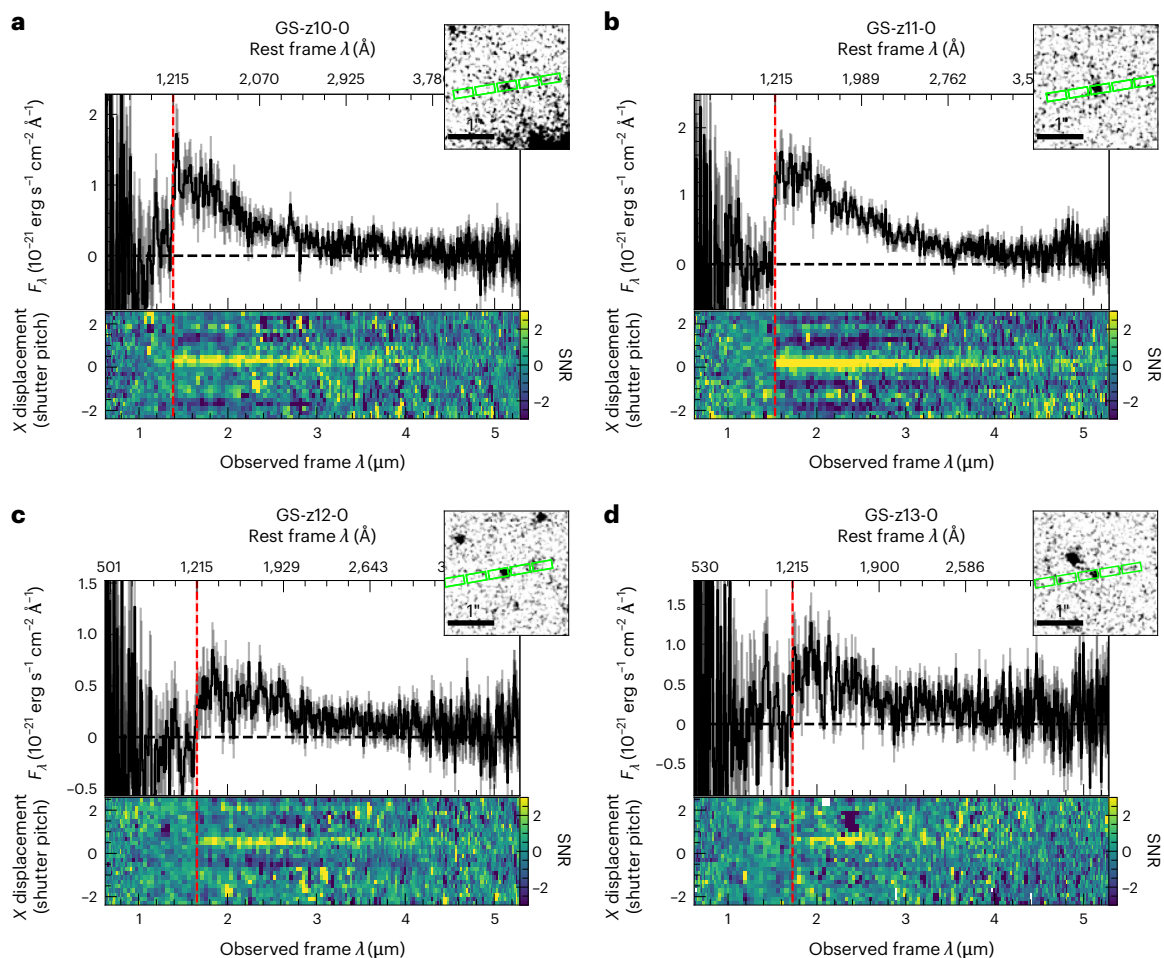 a
GS-z10-0
Rest frame λ (Å)
1,215 2,070 2,925 3,780
1"
2
1
0
F_λ (10⁻²¹ erg s⁻¹ cm⁻² Å⁻¹)
2
0
−2
X displacement
(shutter pitch)
2
0
−2
SNR
1 2 3 4 5
Observed frame λ (μm)
b
GS-z11-0
Rest frame λ (Å)
1,215 1,989 2,762 3,5
1"
2
1
0
F_λ (10⁻²¹ erg s⁻¹ cm⁻² Å⁻¹)
2
0
−2
X displacement
(shutter pitch)
2
0
−2
SNR
1 2 3 4 5
Observed frame λ (μm)
c
GS-z12-0
Rest frame λ (Å)
501 1,215 1,929 2,643 3
1"
1.5
1.0
0.5
0
−0.5
F_λ (10⁻²¹ erg s⁻¹ cm⁻² Å⁻¹)
2
0
−2
X displacement
(shutter pitch)
2
0
−2
SNR
1 2 3 4 5
Observed frame λ (μm)
d
GS-z13-0
Rest frame λ (Å)
530 1,215 1,900 2,586
1"
1.5
1.0
0.5
0
−0.5
F_λ (10⁻²¹ erg s⁻¹ cm⁻² Å⁻¹)
2
0
−2
X displacement
(shutter pitch)
2
0
−2
SNR
1 2 3 4 5
Observed frame λ (μm)